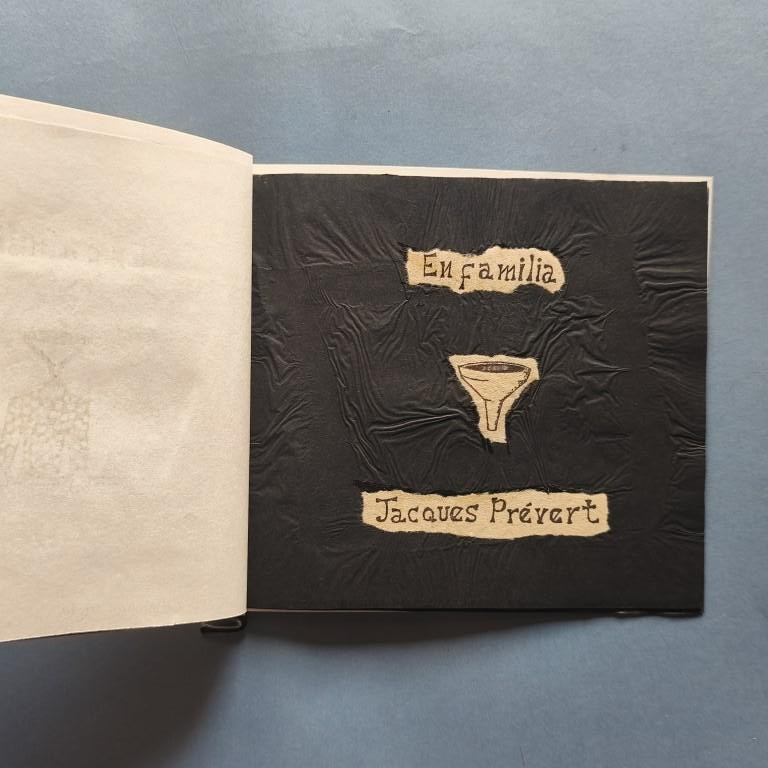 En familia
Jacques Prévert